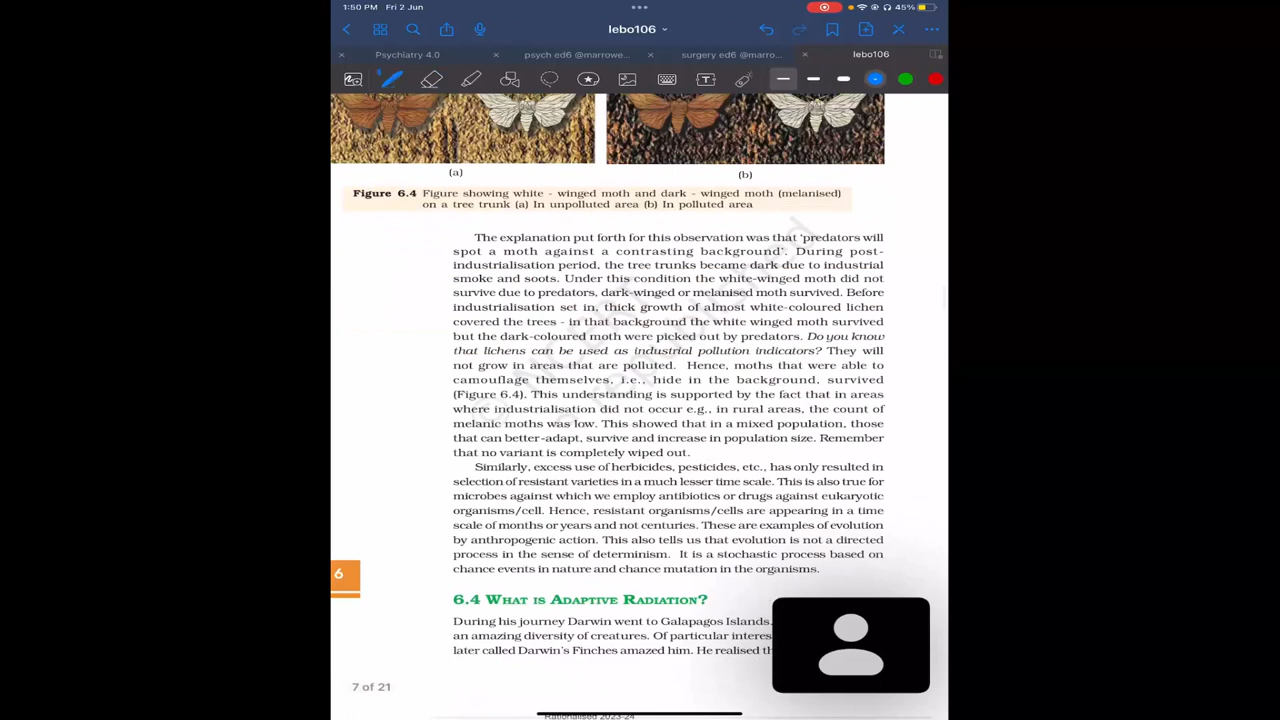 1:50 PM Fri 2 Jun
45%
lebo106
Psychiatry 4.0
psych ed6 @marrowe...
surgery ed6 @marro...
lebo106
(a)
(b)
Figure 6.4 Figure showing white - winged moth and dark - winged moth (melanised)
on a tree trunk (a) In unpolluted area (b) In polluted area
The explanation put forth for this observation was that 'predators will
spot a moth against a contrasting background'. During post-
industrialisation period, the tree trunks became dark due to industrial
smoke and soots. Under this condition the white-winged moth did not
survive due to predators, dark-winged or melanised moth survived. Before
industrialisation set in, thick growth of almost white-coloured lichen
covered the trees - in that background the white winged moth survived
but the dark-coloured moth were picked out by predators. Do you know
that lichens can be used as industrial pollution indicators? They will
not grow in areas that are polluted. Hence, moths that were able to
camouflage themselves, i.e., hide in the background, survived
(Figure 6.4). This understanding is supported by the fact that in areas
where industrialisation did not occur e.g., in rural areas, the count of
melanic moths was low. This showed that in a mixed population, those
that can better-adapt, survive and increase in population size. Remember
that no variant is completely wiped out.
Similarly, excess use of herbicides, pesticides, etc., has only resulted in
selection of resistant varieties in a much lesser time scale. This is also true for
microbes against which we employ antibiotics or drugs against eukaryotic
organisms/cell. Hence, resistant organisms/cells are appearing in a time
scale of months or years and not centuries. These are examples of evolution
by anthropogenic action. This also tells us that evolution is not a directed
process in the sense of determinism. It is a stochastic process based on
chance events in nature and chance mutation in the organisms.
6
6.4 WHAT IS ADAPTIVE RADIATION?
During his journey Darwin went to Galapagos Islands.
an amazing diversity of creatures. Of particular interes
later called Darwin's Finches amazed him. He realised th
7 of 21
Rationalised 2023-24